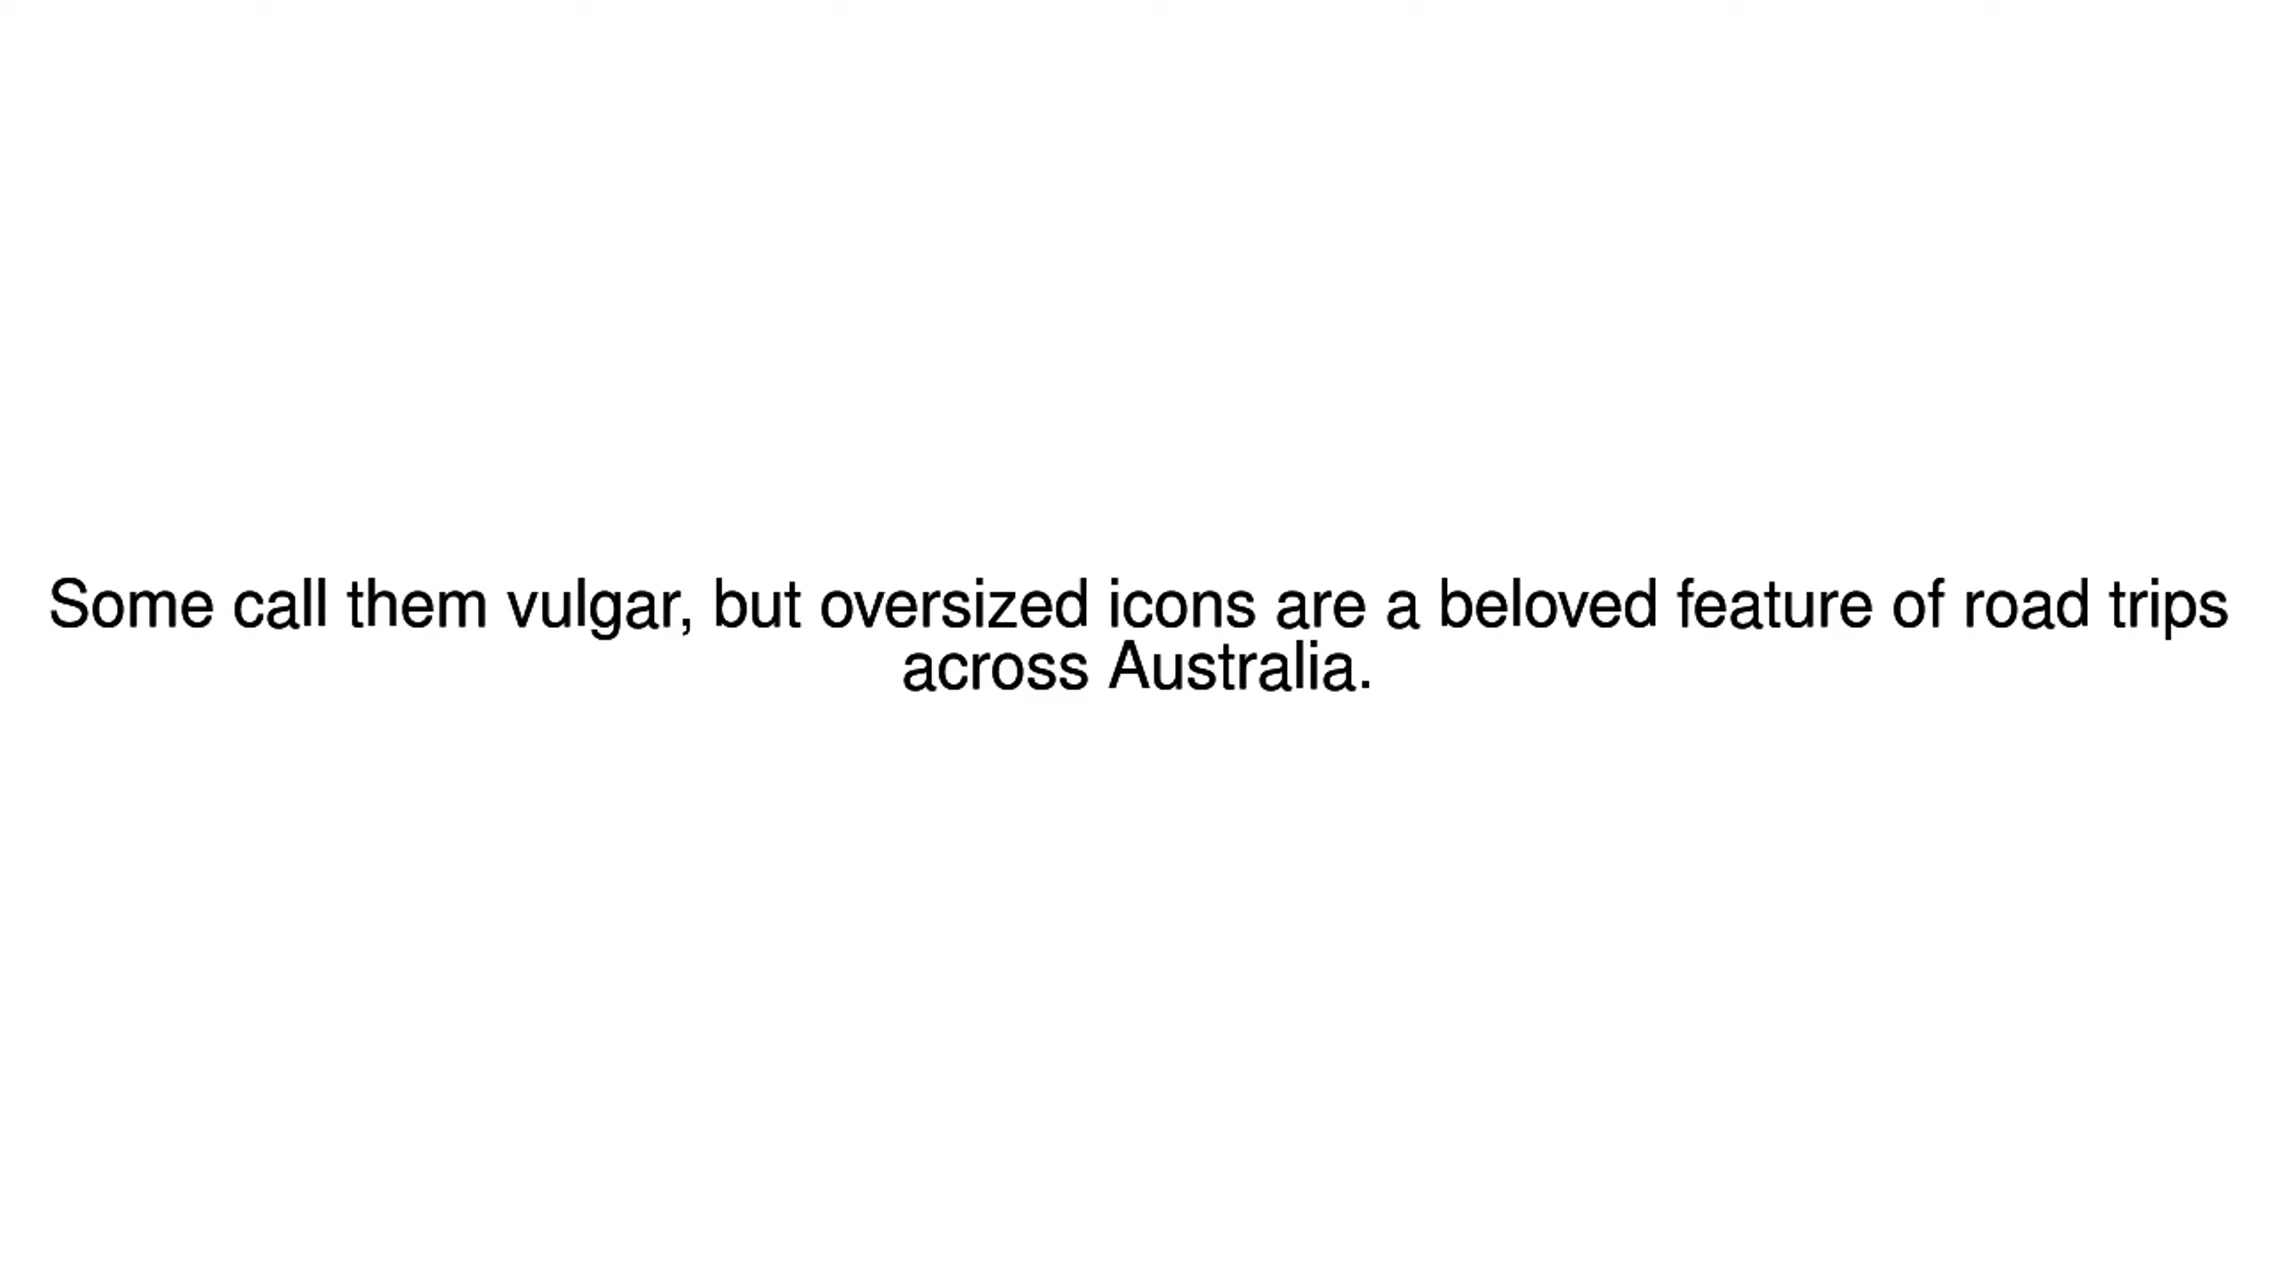 Some call them vulgar, but oversized icons are a beloved feature of road trips
across Australia.